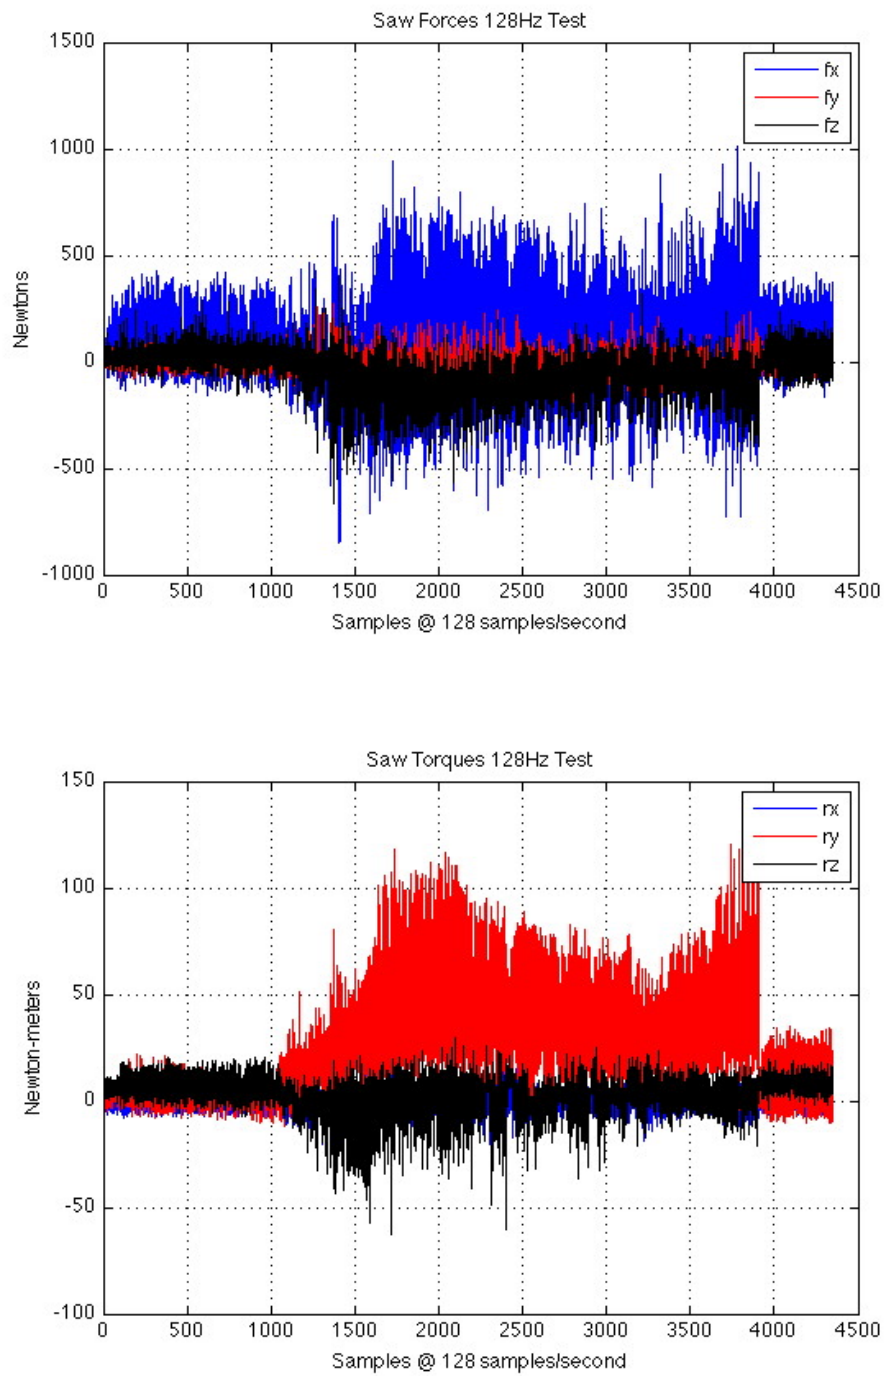 Saw Forces 128Hz Test
1500
1000
500
0
-500
-1000
Newtons
fx
fy
fz
0 500 1000 1500 2000 2500 3000 3500 4000 4500
Samples @ 128 samples/second
Saw Torques 128Hz Test
150
100
50
0
-50
-100
Newton-meters
rx
ry
rz
0 500 1000 1500 2000 2500 3000 3500 4000 4500
Samples @ 128 samples/second